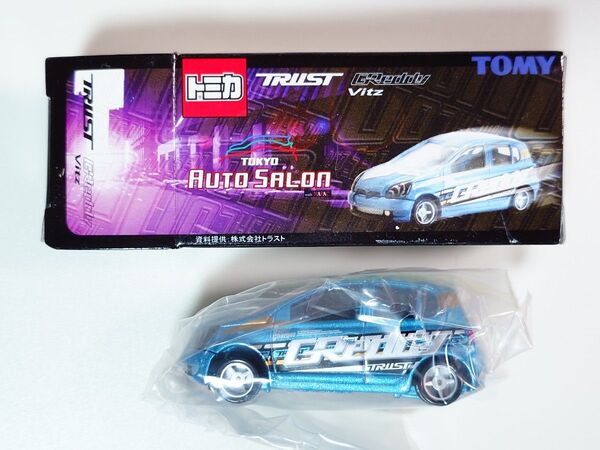 トミカ
TRUST GReddy
Vitz
TOMY
TOKYO
AUTO SALON
GReddy
資料提供：株式会社トラスト
TRUST GReddy
Vitz
GReddy
TRUST